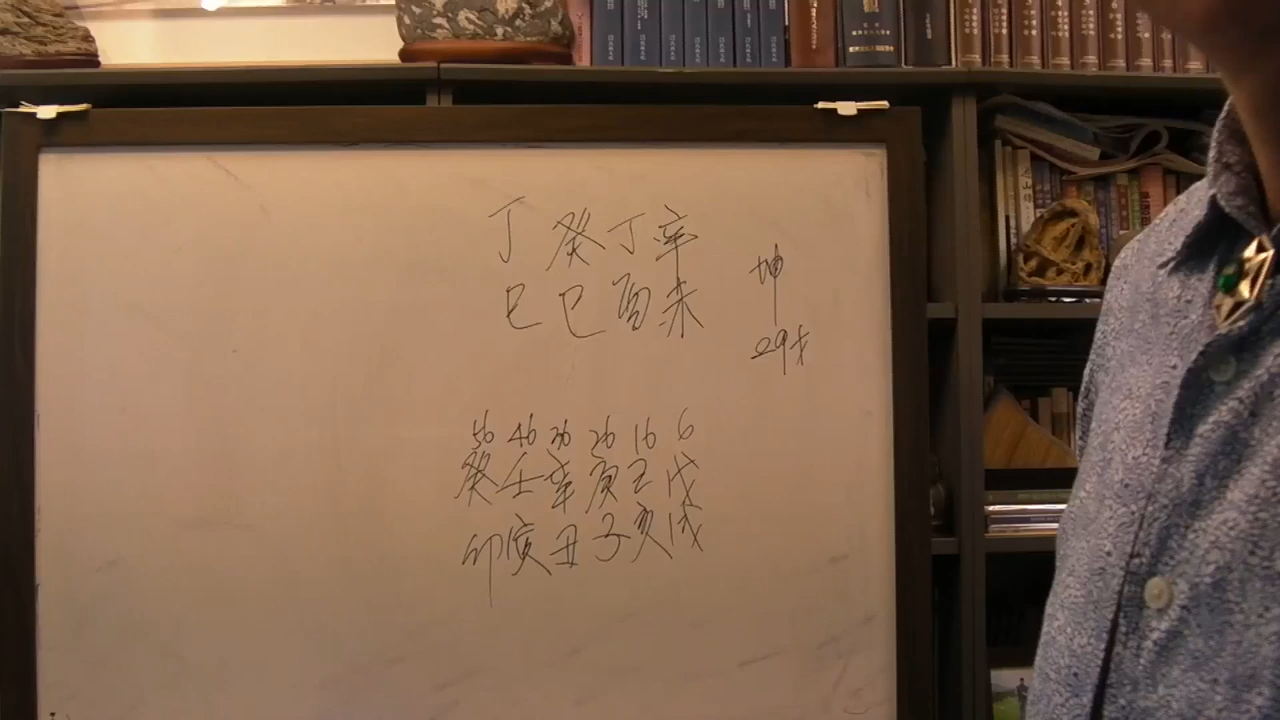 丁 癸 丁 辛
巳 巳 酉 未
坤
29才
56 46 36 26 16 6
癸 壬 辛 庚 己 戊
卯 寅 丑 子 亥 戌